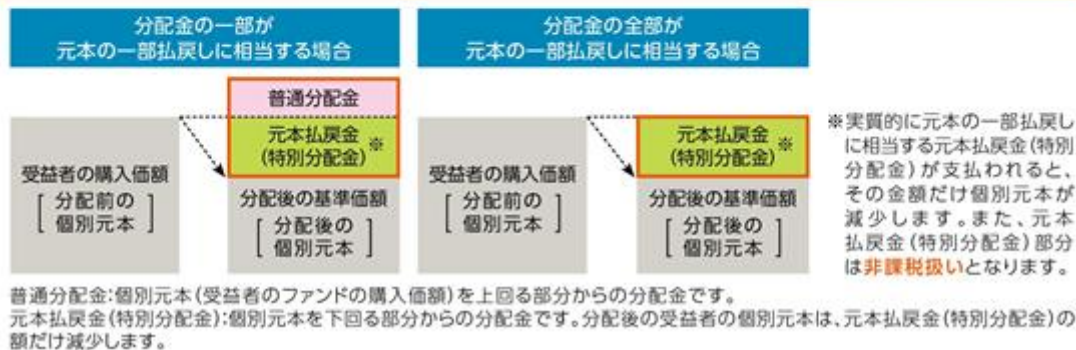 分配金の一部が
元本の一部払戻しに相当する場合
普通分配金
元本払戻金
(特別分配金) ※
受益者の購入価額
[分配前の
個別元本]
分配後の基準価額
[分配後の
個別元本]
分配金の全部が
元本の一部払戻しに相当する場合
元本払戻金
(特別分配金) ※
受益者の購入価額
[分配前の
個別元本]
分配後の基準価額
[分配後の
個別元本]
※実質的に元本の一部払戻し
に相当する元本払戻金(特別
分配金)が支払われると、
その金額だけ個別元本が
減少します。また、元本
払戻金(特別分配金)部分
は非課税扱いとなります。
普通分配金:個別元本(受益者のファンドの購入価額)を上回る部分からの分配金です。
元本払戻金(特別分配金):個別元本を下回る部分からの分配金です。分配後の受益者の個別元本は、元本払戻金(特別分配金)の
額だけ減少します。